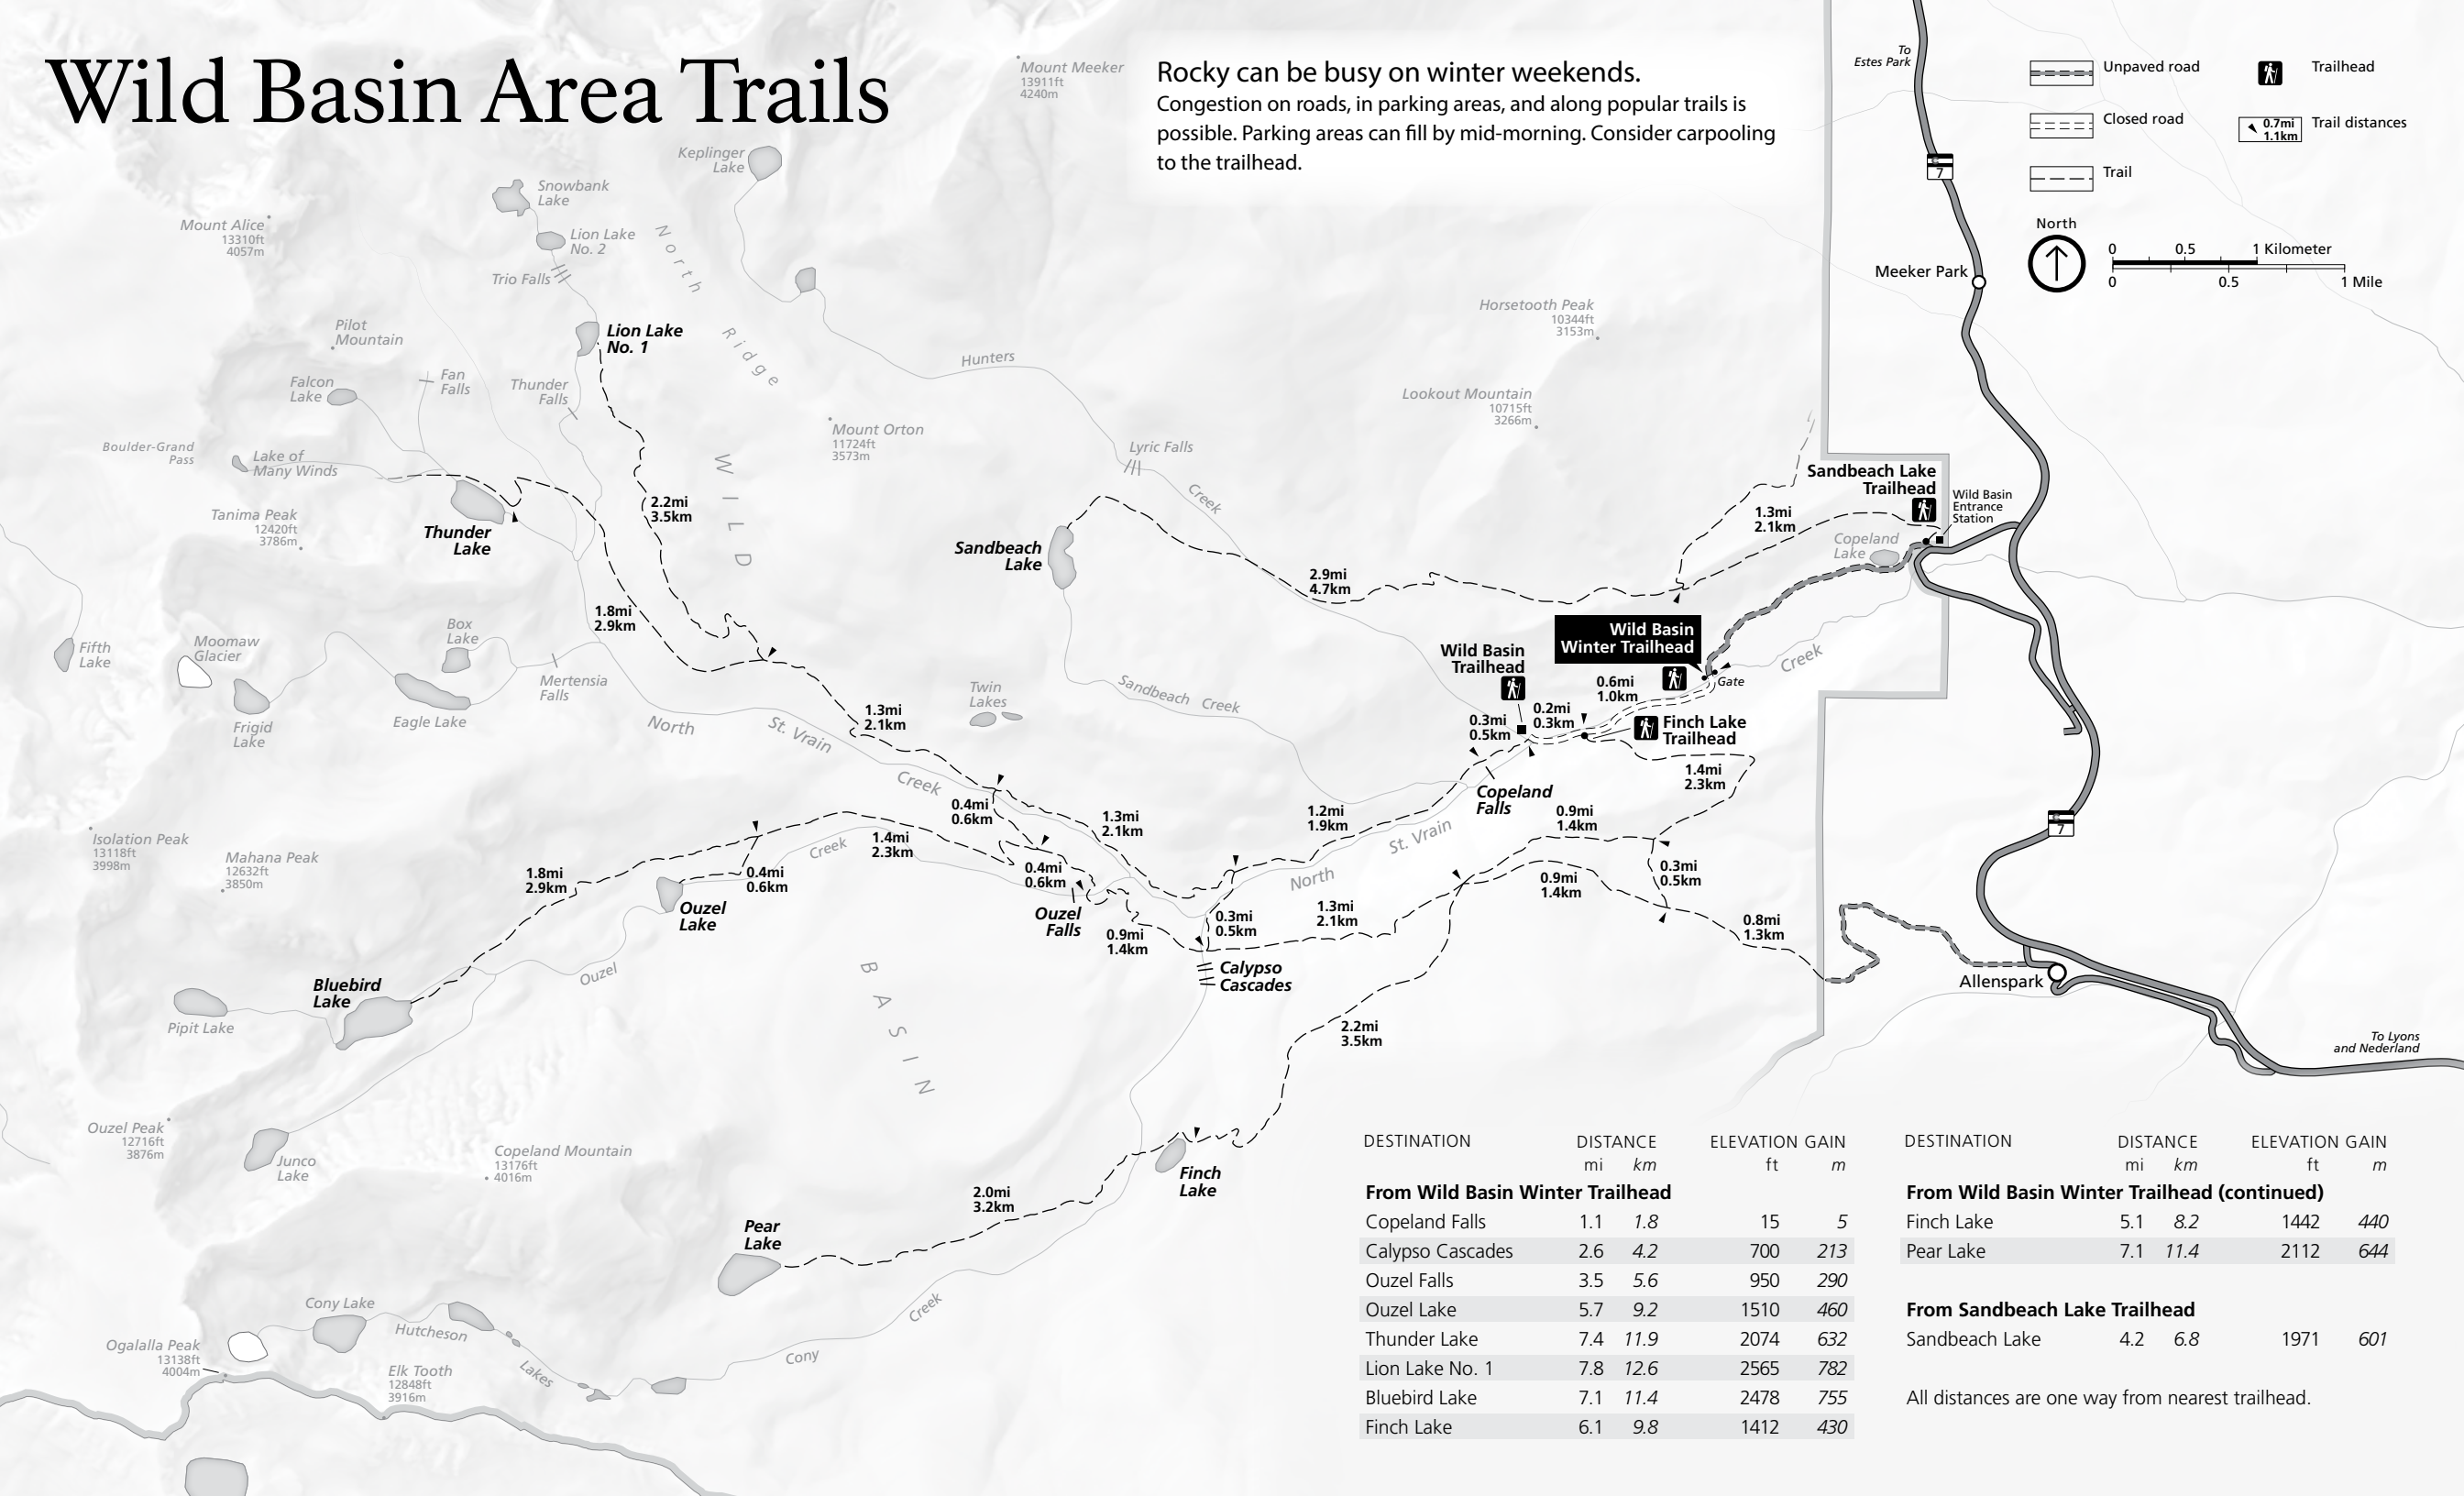 Wild Basin Area Trails
Rocky can be busy on winter weekends.
Congestion on roads, in parking areas, and along popular trails is
possible. Parking areas can fill by mid-morning. Consider carpooling
to the trailhead.
To
Estes Park
Unpaved road
Closed road
Trail
Trailhead
0.7mi
1.1km
Trail distances
North
0 0.5 1 Kilometer
0 0.5 1 Mile
7
Meeker Park
Mount Meeker
13911ft
4240m
Keplinger
Lake
Snowbank
Lake
Lion Lake
No. 2
Trio Falls
Mount Alice
13310ft
4057m
North
Ridge
Lion Lake
No. 1
Pilot
Mountain
Falcon
Lake
Fan
Falls
Thunder
Falls
Hunters
Creek
Horsetooth Peak
10344ft
3153m
Lookout Mountain
10715ft
3266m
Mount Orton
11724ft
3573m
Lyric Falls
Boulder-Grand
Pass
Lake of
Many Winds
Tanima Peak
12420ft
3786m
Thunder
Lake
2.2mi
3.5km
WILD
Sandbeach
Lake
Sandbeach Lake
Trailhead
Wild Basin
Entrance
Station
1.3mi
2.1km
Copeland
Lake
2.9mi
4.7km
1.8mi
2.9km
Fifth
Lake
Moomaw
Glacier
Box
Lake
Frigid
Lake
Eagle Lake
Mertensia
Falls
North
St. Vrain
Creek
Twin
Lakes
Sandbeach Creek
1.3mi
2.1km
Wild Basin
Winter Trailhead
Wild Basin
Trailhead
Creek
Gate
0.6mi
1.0km
0.2mi
0.3km
0.3mi
0.5km
Finch Lake
Trailhead
1.4mi
2.3km
Copeland
Falls
0.4mi
0.6km
1.3mi
2.1km
1.2mi
1.9km
0.9mi
1.4km
St. Vrain
North
7
Isolation Peak
13118ft
3998m
Mahana Peak
12632ft
3850m
1.8mi
2.9km
0.4mi
0.6km
Creek
1.4mi
2.3km
0.4mi
0.6km
0.3mi
0.5km
0.9mi
1.4km
Ouzel
Lake
Ouzel
Falls
0.9mi
1.4km
0.3mi
0.5km
1.3mi
2.1km
0.8mi
1.3km
Calypso
Cascades
Bluebird
Lake
Ouzel
BASIN
Pipit Lake
Allenspark
To Lyons
and Nederland
2.2mi
3.5km
Ouzel Peak
12716ft
3876m
Junco
Lake
Copeland Mountain
13176ft
4016m
Finch
Lake
2.0mi
3.2km
Pear
Lake
Cony Lake
Hutcheson
Lakes
Creek
Cony
Ogalalla Peak
13138ft
4004m
Elk Tooth
12848ft
3916m
DESTINATION DISTANCE ELEVATION GAIN
mi km ft m
From Wild Basin Winter Trailhead
Copeland Falls 1.1 1.8 15 5
Calypso Cascades 2.6 4.2 700 213
Ouzel Falls 3.5 5.6 950 290
Ouzel Lake 5.7 9.2 1510 460
Thunder Lake 7.4 11.9 2074 632
Lion Lake No. 1 7.8 12.6 2565 782
Bluebird Lake 7.1 11.4 2478 755
Finch Lake 6.1 9.8 1412 430
DESTINATION DISTANCE ELEVATION GAIN
mi km ft m
From Wild Basin Winter Trailhead (continued)
Finch Lake 5.1 8.2 1442 440
Pear Lake 7.1 11.4 2112 644
From Sandbeach Lake Trailhead
Sandbeach Lake 4.2 6.8 1971 601
All distances are one way from nearest trailhead.